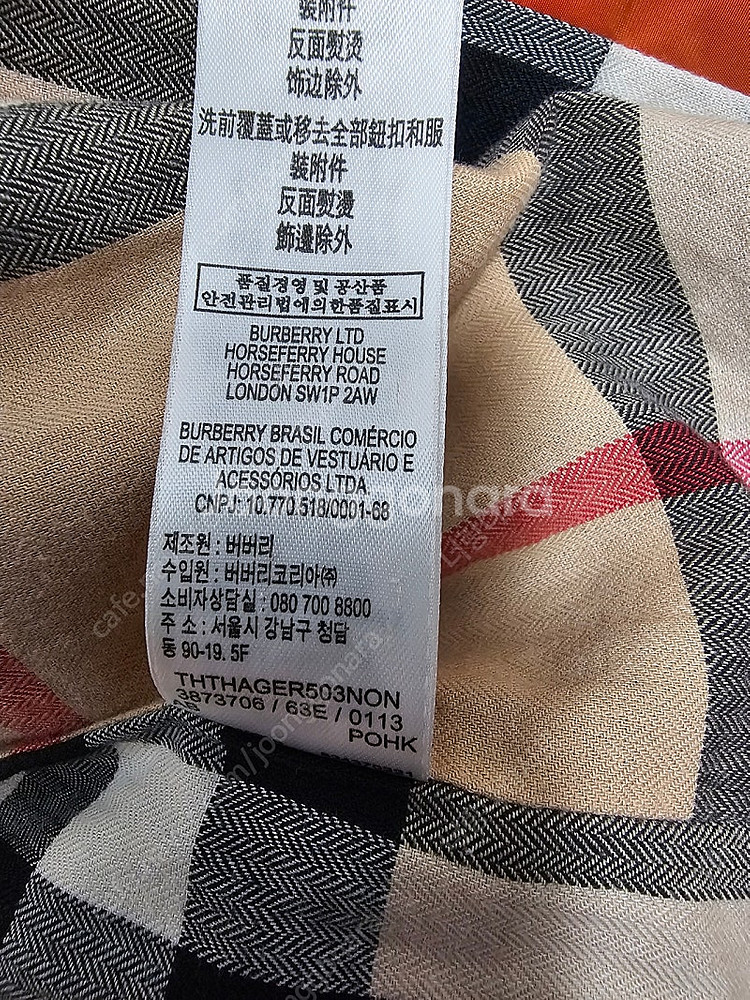 裝附件
反面熨烫
饰边除外
洗前覆蓋或移去全部鈕扣和服
裝附件
反面熨燙
飾邊除外
품질경영 및 공산품
안전관리법에의한품질표시
BURBERRY LTD
HORSEFERRY HOUSE
HORSEFERRY ROAD
LONDON SW1P 2AW
BURBERRY BRASIL COMÉRCIO
DE ARTIGOS DE VESTUÁRIO E
ACESSÓRIOS LTDA
CNPJ: 10.770.518/0001-68
제조원 : 버버리
수입원 : 버버리코리아㈜
소비자상담실 : 080 700 8800
주 소 : 서울시 강남구 청담
동 90-19. 5F
THTHAGER503NON
3873706 / 63E / 0113
POHK
joonggonara